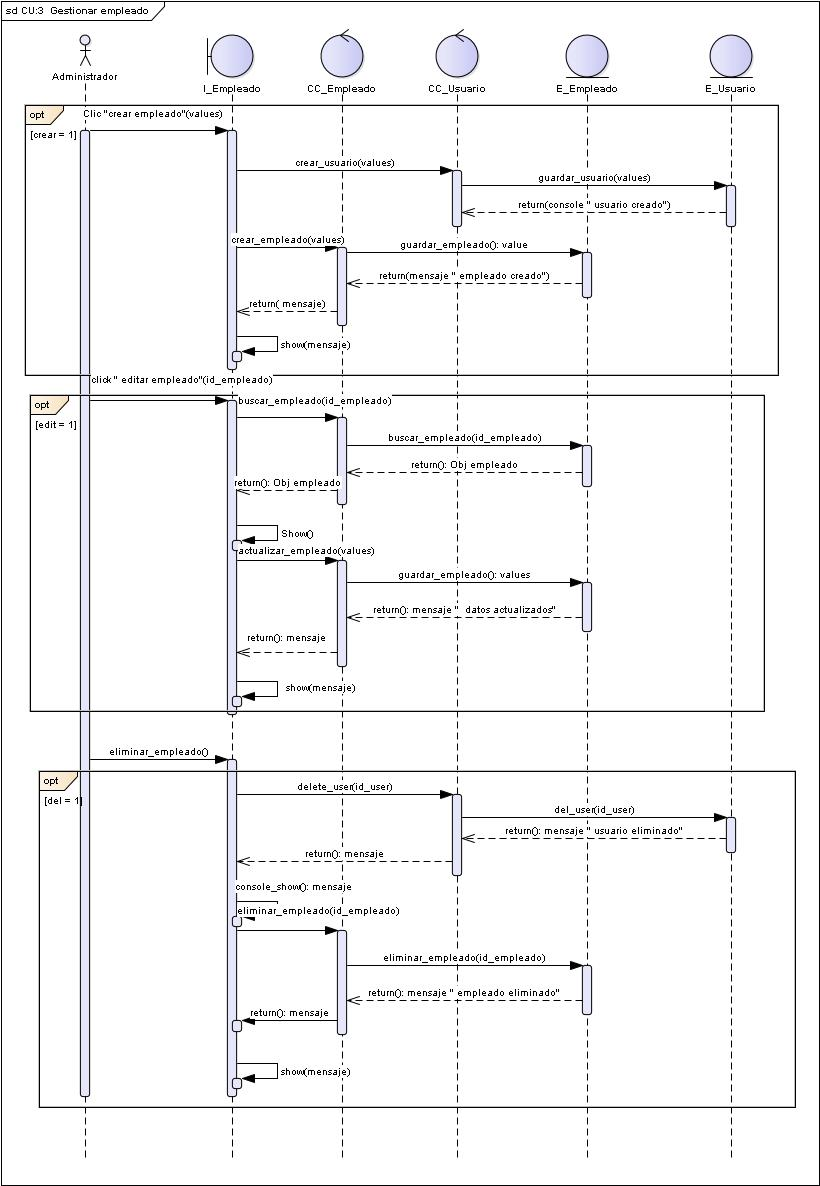 sd CU:3 Gestionar empleado
Administrador
I_Empleado
CC_Empleado
CC_Usuario
E_Empleado
E_Usuario
opt
Clic "crear empleado"(values)
[crear = 1]
crear_usuario(values)
guardar_usuario(values)
return(console " usuario creado")
crear_empleado(values)
guardar_empleado(): value
return(mensaje " empleado creado")
return( mensaje)
show(mensaje)
click " editar empleado"(id_empleado)
opt
buscar_empleado(id_empleado)
[edit = 1]
buscar_empleado(id_empleado)
return(): Obj empleado
return(): Obj empleado
Show()
actualizar_empleado(values)
guardar_empleado(): values
return(): mensaje "  datos actualizados"
return(): mensaje
show(mensaje)
eliminar_empleado()
opt
delete_user(id_user)
[del = 1]
del_user(id_user)
return(): mensaje " usuario eliminado"
return(): mensaje
console_show(): mensaje
eliminar_empleado(id_empleado)
eliminar_empleado(id_empleado)
return(): mensaje " empleado eliminado"
return(): mensaje
show(mensaje)